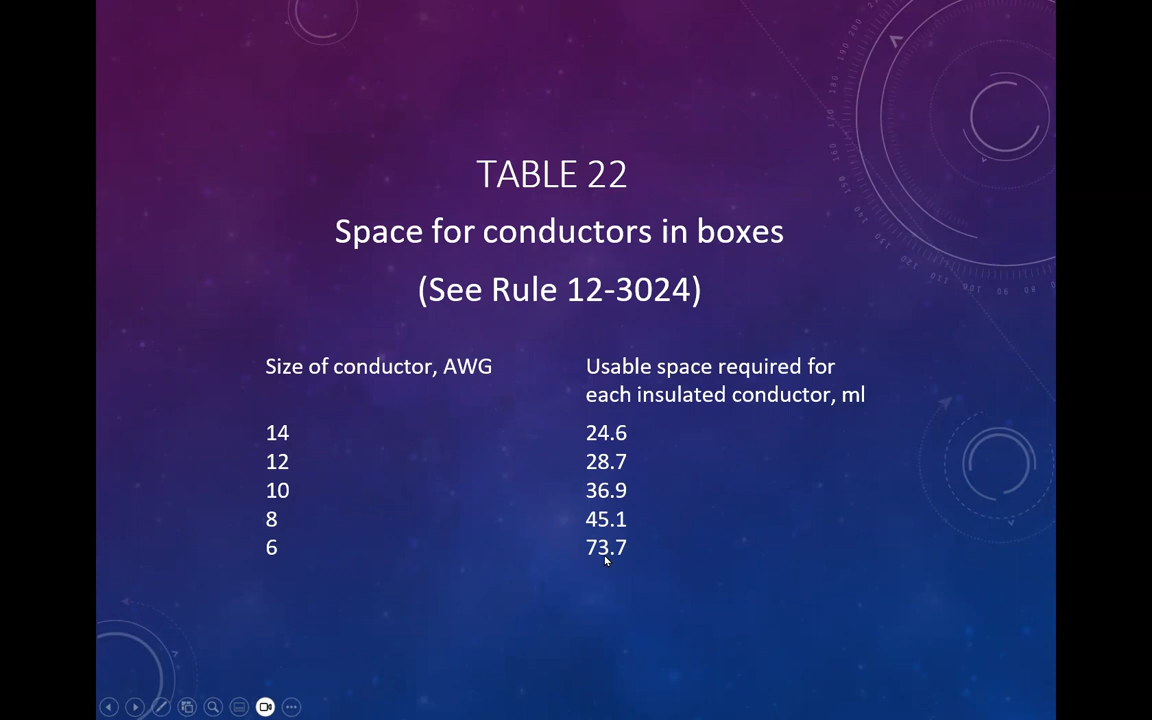 TABLE 22
Space for conductors in boxes
(See Rule 12-3024)
Size of conductor, AWG
Usable space required for
each insulated conductor, ml
14 24.6
12 28.7
10 36.9
8 45.1
6 73.7